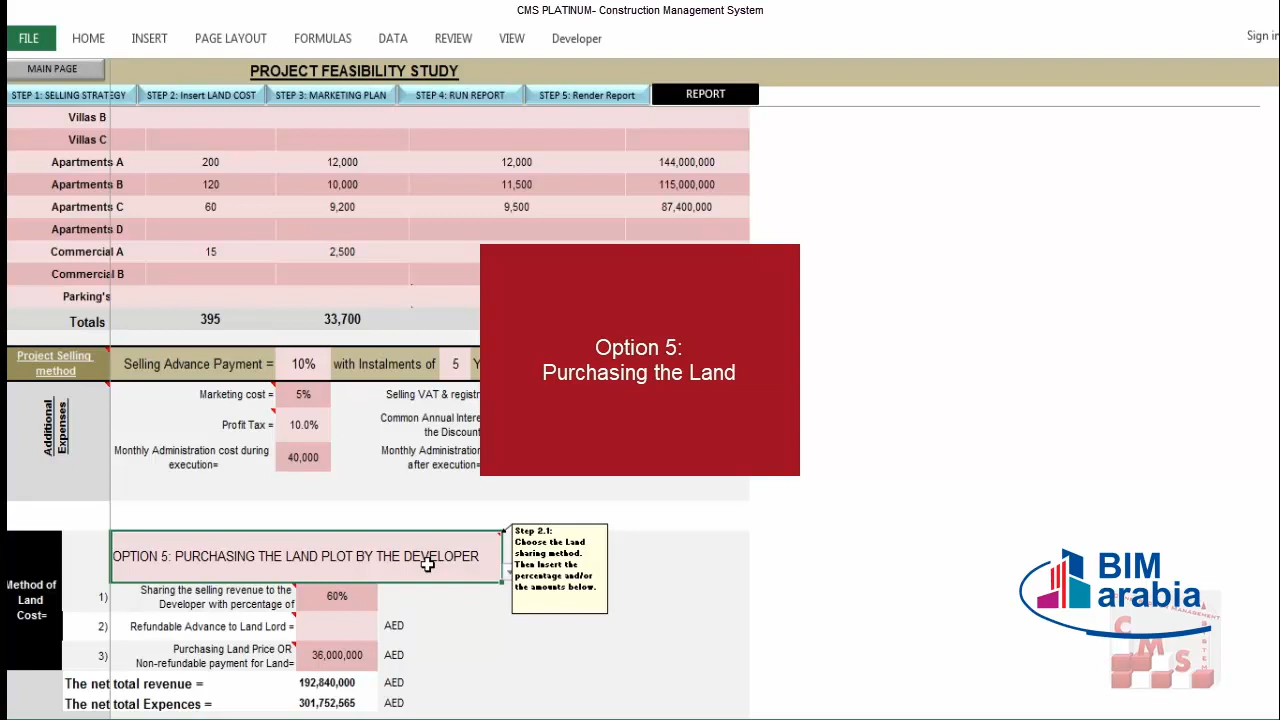 CMS PLATINUM- Construction Management System
FILE HOME INSERT PAGE LAYOUT FORMULAS DATA REVIEW VIEW Developer Sign in
MAIN PAGE PROJECT FEASIBILITY STUDY
STEP 1: SELLING STRATEGY STEP 2: Insert LAND COST STEP 3: MARKETING PLAN STEP 4: RUN REPORT STEP 5: Render Report REPORT
Villas B
Villas C
Apartments A 200 12,000 12,000 144,000,000
Apartments B 120 10,000 11,500 115,000,000
Apartments C 60 9,200 9,500 87,400,000
Apartments D
Commercial A 15 2,500
Commercial B
Parking's
Totals 395 33,700
Option 5:
Purchasing the Land
Project Selling
method
Selling Advance Payment = 10% with Instalments of 5 Y
Additional
Expenses
Marketing cost = 5% Selling VAT & registr
Profit Tax = 10.0% Common Annual Intere
the Discount
Monthly Administration cost during
execution=
40,000
Monthly Administration
after execution=
OPTION 5: PURCHASING THE LAND PLOT BY THE DEVELOPER
Step 2.1:
Choose the Land
sharing method.
Then Insert the
percentage and/or
the amounts below.
Method of
Land
Cost=
1) Sharing the selling revenue to the
Developer with percentage of
60%
2) Refundable Advance to Land Lord = AED
3) Purchasing Land Price OR
Non-refundable payment for Land=
36,000,000 AED
The net total revenue = 192,840,000 AED
The net total Expences = 301,752,565 AED
BIM
arabia
CMS